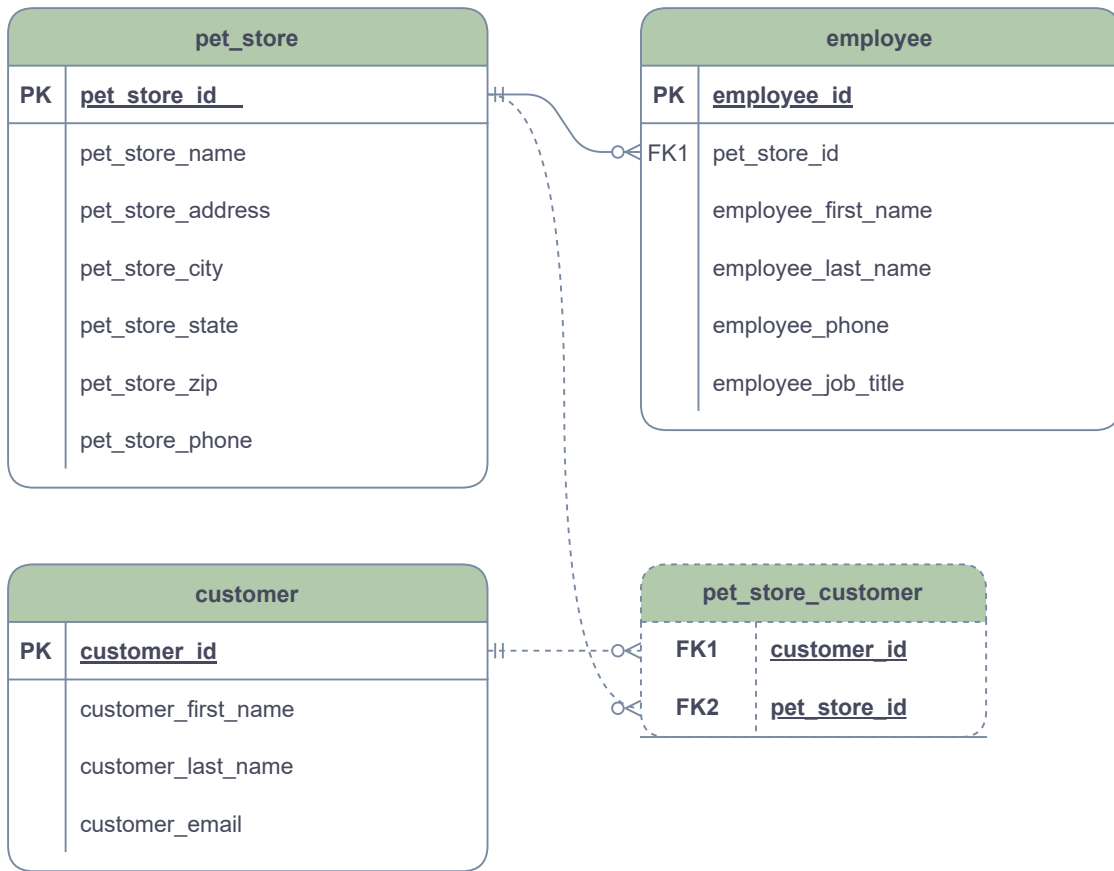 pet_store
PK pet_store_id
pet_store_name
pet_store_address
pet_store_city
pet_store_state
pet_store_zip
pet_store_phone
employee
PK employee_id
FK1 pet_store_id
employee_first_name
employee_last_name
employee_phone
employee_job_title
customer
PK customer_id
customer_first_name
customer_last_name
customer_email
pet_store_customer
FK1 customer_id
FK2 pet_store_id